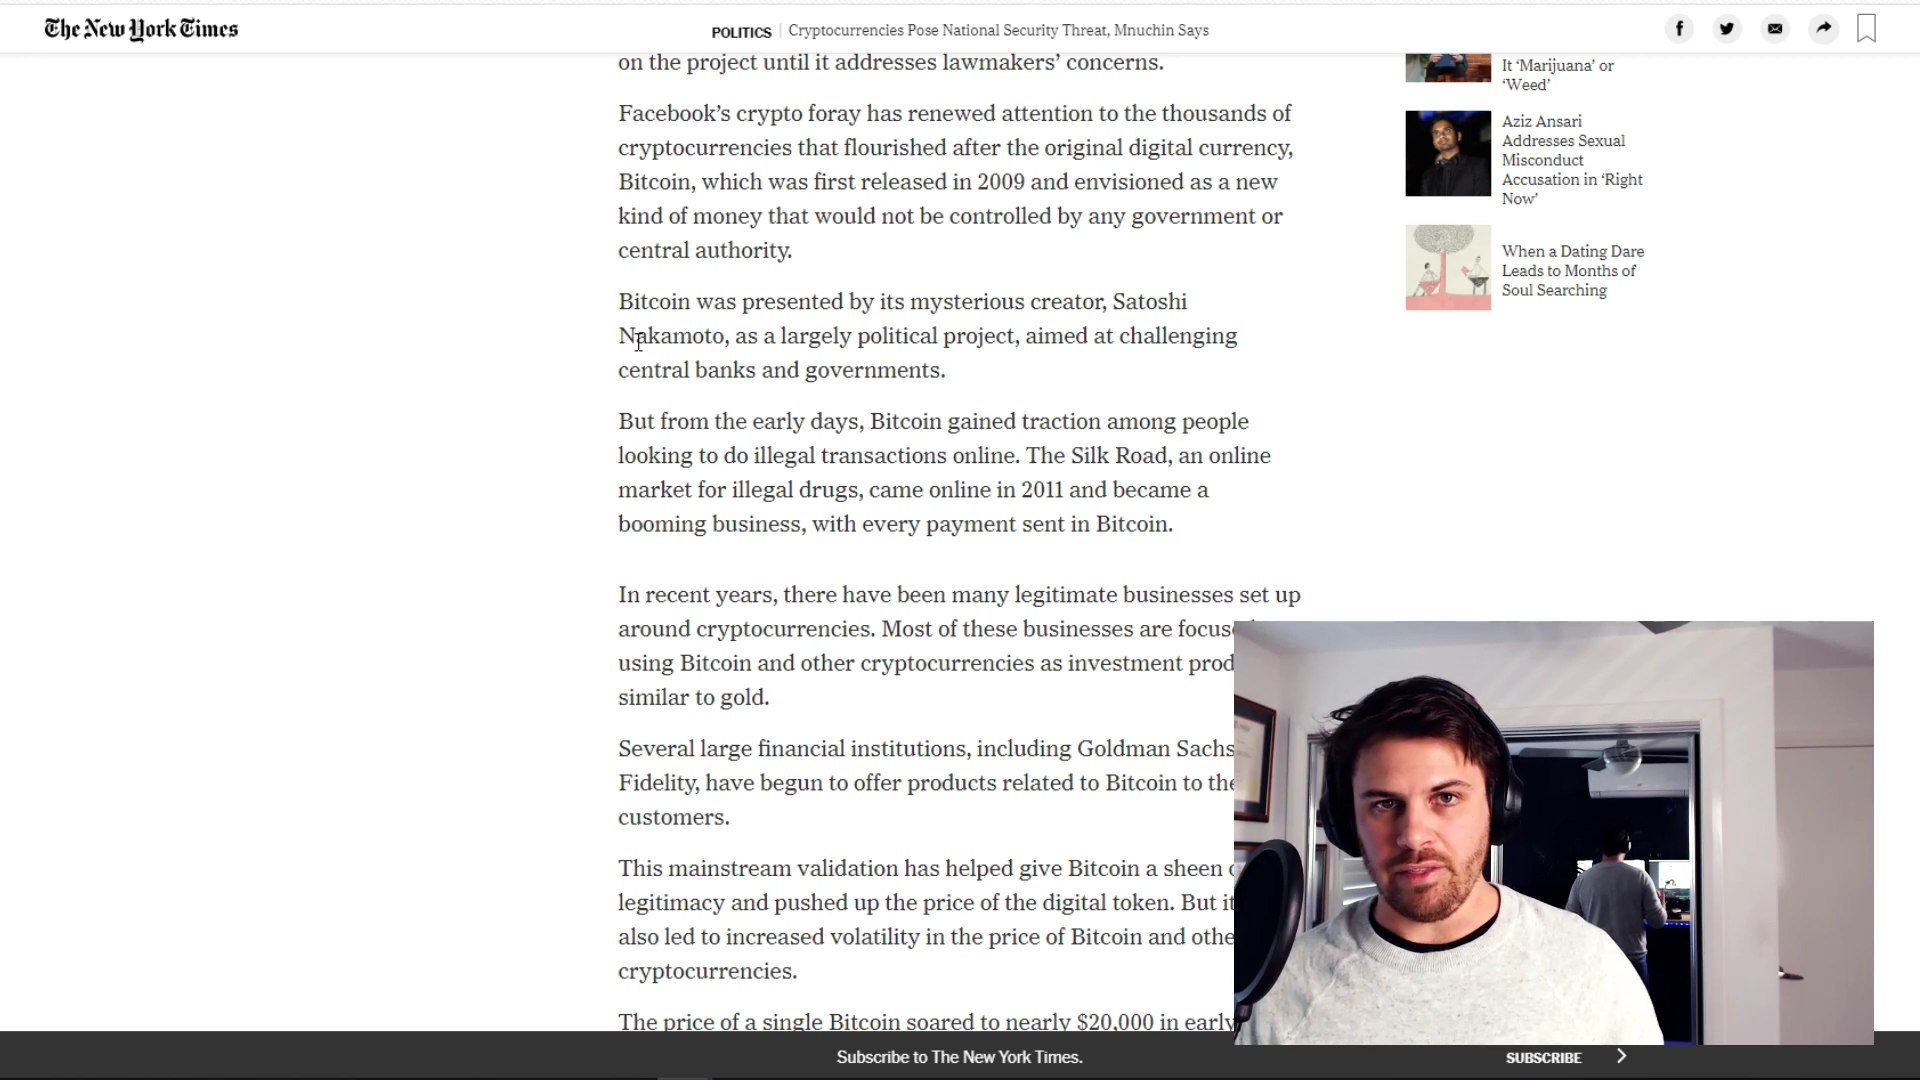 The New York Times
POLITICS | Cryptocurrencies Pose National Security Threat, Mnuchin Says
on the project until it addresses lawmakers’ concerns.
Facebook’s crypto foray has renewed attention to the thousands of
cryptocurrencies that flourished after the original digital currency,
Bitcoin, which was first released in 2009 and envisioned as a new
kind of money that would not be controlled by any government or
central authority.
Bitcoin was presented by its mysterious creator, Satoshi
Nakamoto, as a largely political project, aimed at challenging
central banks and governments.
But from the early days, Bitcoin gained traction among people
looking to do illegal transactions online. The Silk Road, an online
market for illegal drugs, came online in 2011 and became a
booming business, with every payment sent in Bitcoin.
In recent years, there have been many legitimate businesses set up
around cryptocurrencies. Most of these businesses are
using Bitcoin and other cryptocurrencies as investment
similar to gold.
Several large financial institutions, including Goldman Sachs
Fidelity, have begun to offer products related to Bitcoin to
customers.
This mainstream validation has helped give Bitcoin a sheen
legitimacy and pushed up the price of the digital token. But
also led to increased volatility in the price of Bitcoin and
cryptocurrencies.
The price of a single Bitcoin soared to nearly $20,000 in early
It ‘Marijuana’ or
‘Weed’
Aziz Ansari
Addresses Sexual
Misconduct
Accusation in ‘Right
Now’
When a Dating Dare
Leads to Months of
Soul Searching
Subscribe to The New York Times.
SUBSCRIBE